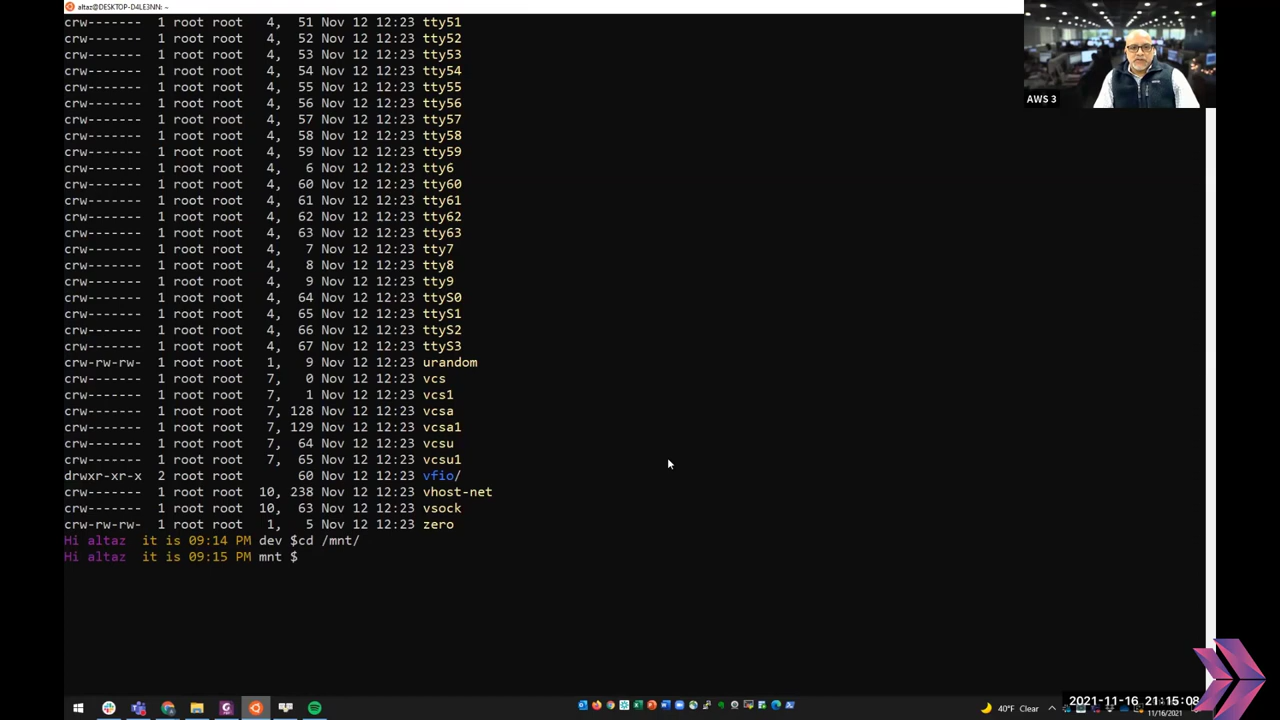 altaz@DESKTOP-D4LE3NN: ~
crw------- 1 root root 4, 51 Nov 12 12:23 tty51
crw------- 1 root root 4, 52 Nov 12 12:23 tty52
crw------- 1 root root 4, 53 Nov 12 12:23 tty53
crw------- 1 root root 4, 54 Nov 12 12:23 tty54
crw------- 1 root root 4, 55 Nov 12 12:23 tty55
crw------- 1 root root 4, 56 Nov 12 12:23 tty56
crw------- 1 root root 4, 57 Nov 12 12:23 tty57
crw------- 1 root root 4, 58 Nov 12 12:23 tty58
crw------- 1 root root 4, 59 Nov 12 12:23 tty59
crw------- 1 root root 4, 6 Nov 12 12:23 tty6
crw------- 1 root root 4, 60 Nov 12 12:23 tty60
crw------- 1 root root 4, 61 Nov 12 12:23 tty61
crw------- 1 root root 4, 62 Nov 12 12:23 tty62
crw------- 1 root root 4, 63 Nov 12 12:23 tty63
crw------- 1 root root 4, 7 Nov 12 12:23 tty7
crw------- 1 root root 4, 8 Nov 12 12:23 tty8
crw------- 1 root root 4, 9 Nov 12 12:23 tty9
crw------- 1 root root 4, 64 Nov 12 12:23 ttyS0
crw------- 1 root root 4, 65 Nov 12 12:23 ttyS1
crw------- 1 root root 4, 66 Nov 12 12:23 ttyS2
crw------- 1 root root 4, 67 Nov 12 12:23 ttyS3
crw-rw-rw- 1 root root 1, 9 Nov 12 12:23 urandom
crw------- 1 root root 7, 0 Nov 12 12:23 vcs
crw------- 1 root root 7, 1 Nov 12 12:23 vcs1
crw------- 1 root root 7, 128 Nov 12 12:23 vcsa
crw------- 1 root root 7, 129 Nov 12 12:23 vcsa1
crw------- 1 root root 7, 64 Nov 12 12:23 vcsu
crw------- 1 root root 7, 65 Nov 12 12:23 vcsu1
drwxr-xr-x 2 root root 60 Nov 12 12:23 vfio/
crw------- 1 root root 10, 238 Nov 12 12:23 vhost-net
crw------- 1 root root 10, 63 Nov 12 12:23 vsock
crw-rw-rw- 1 root root 1, 5 Nov 12 12:23 zero
Hi altaz it is 09:14 PM dev $cd /mnt/
Hi altaz it is 09:15 PM mnt $
AWS 3
40°F Clear
2021-11-16 21:15:08
11/16/2021